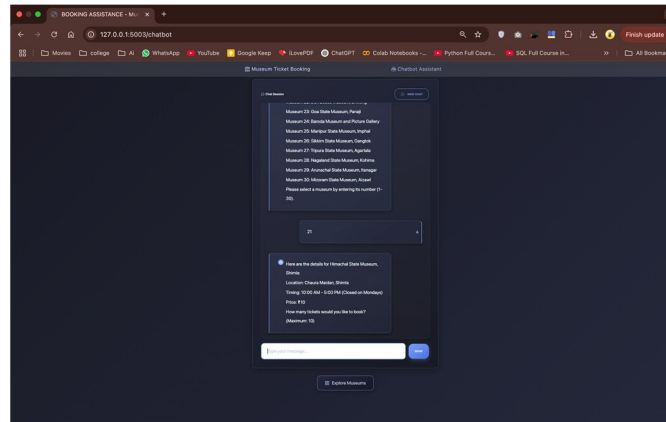 BOOKING ASSISTANCE - Mu
127.0.0.1:5003/chatbot
Finish update
Movies
college
Ai
WhatsApp
YouTube
Google Keep
iLovePDF
ChatGPT
Colab Notebooks -...
Python Full Cours...
SQL Full Course in...
All Bookma
Museum Ticket Booking
Chatbot Assistant
Chat Session
NEW CHAT
Museum 23: Goa State Museum, Panaji
Museum 24: Baroda Museum and Picture Gallery
Museum 25: Manipur State Museum, Imphal
Museum 26: Sikkim State Museum, Gangtok
Museum 27: Tripura State Museum, Agartala
Museum 28: Nagaland State Museum, Kohima
Museum 29: Arunachal State Museum, Itanagar
Museum 30: Mizoram State Museum, Aizawl
Please select a museum by entering its number (1-
30).
21
Here are the details for Himachal State Museum,
Shimla:
Location: Chaura Maidan, Shimla
Timing: 10:00 AM - 5:00 PM (Closed on Mondays)
Price: ₹10
How many tickets would you like to book?
(Maximum: 10)
Type your message...
SEND
Explore Museums